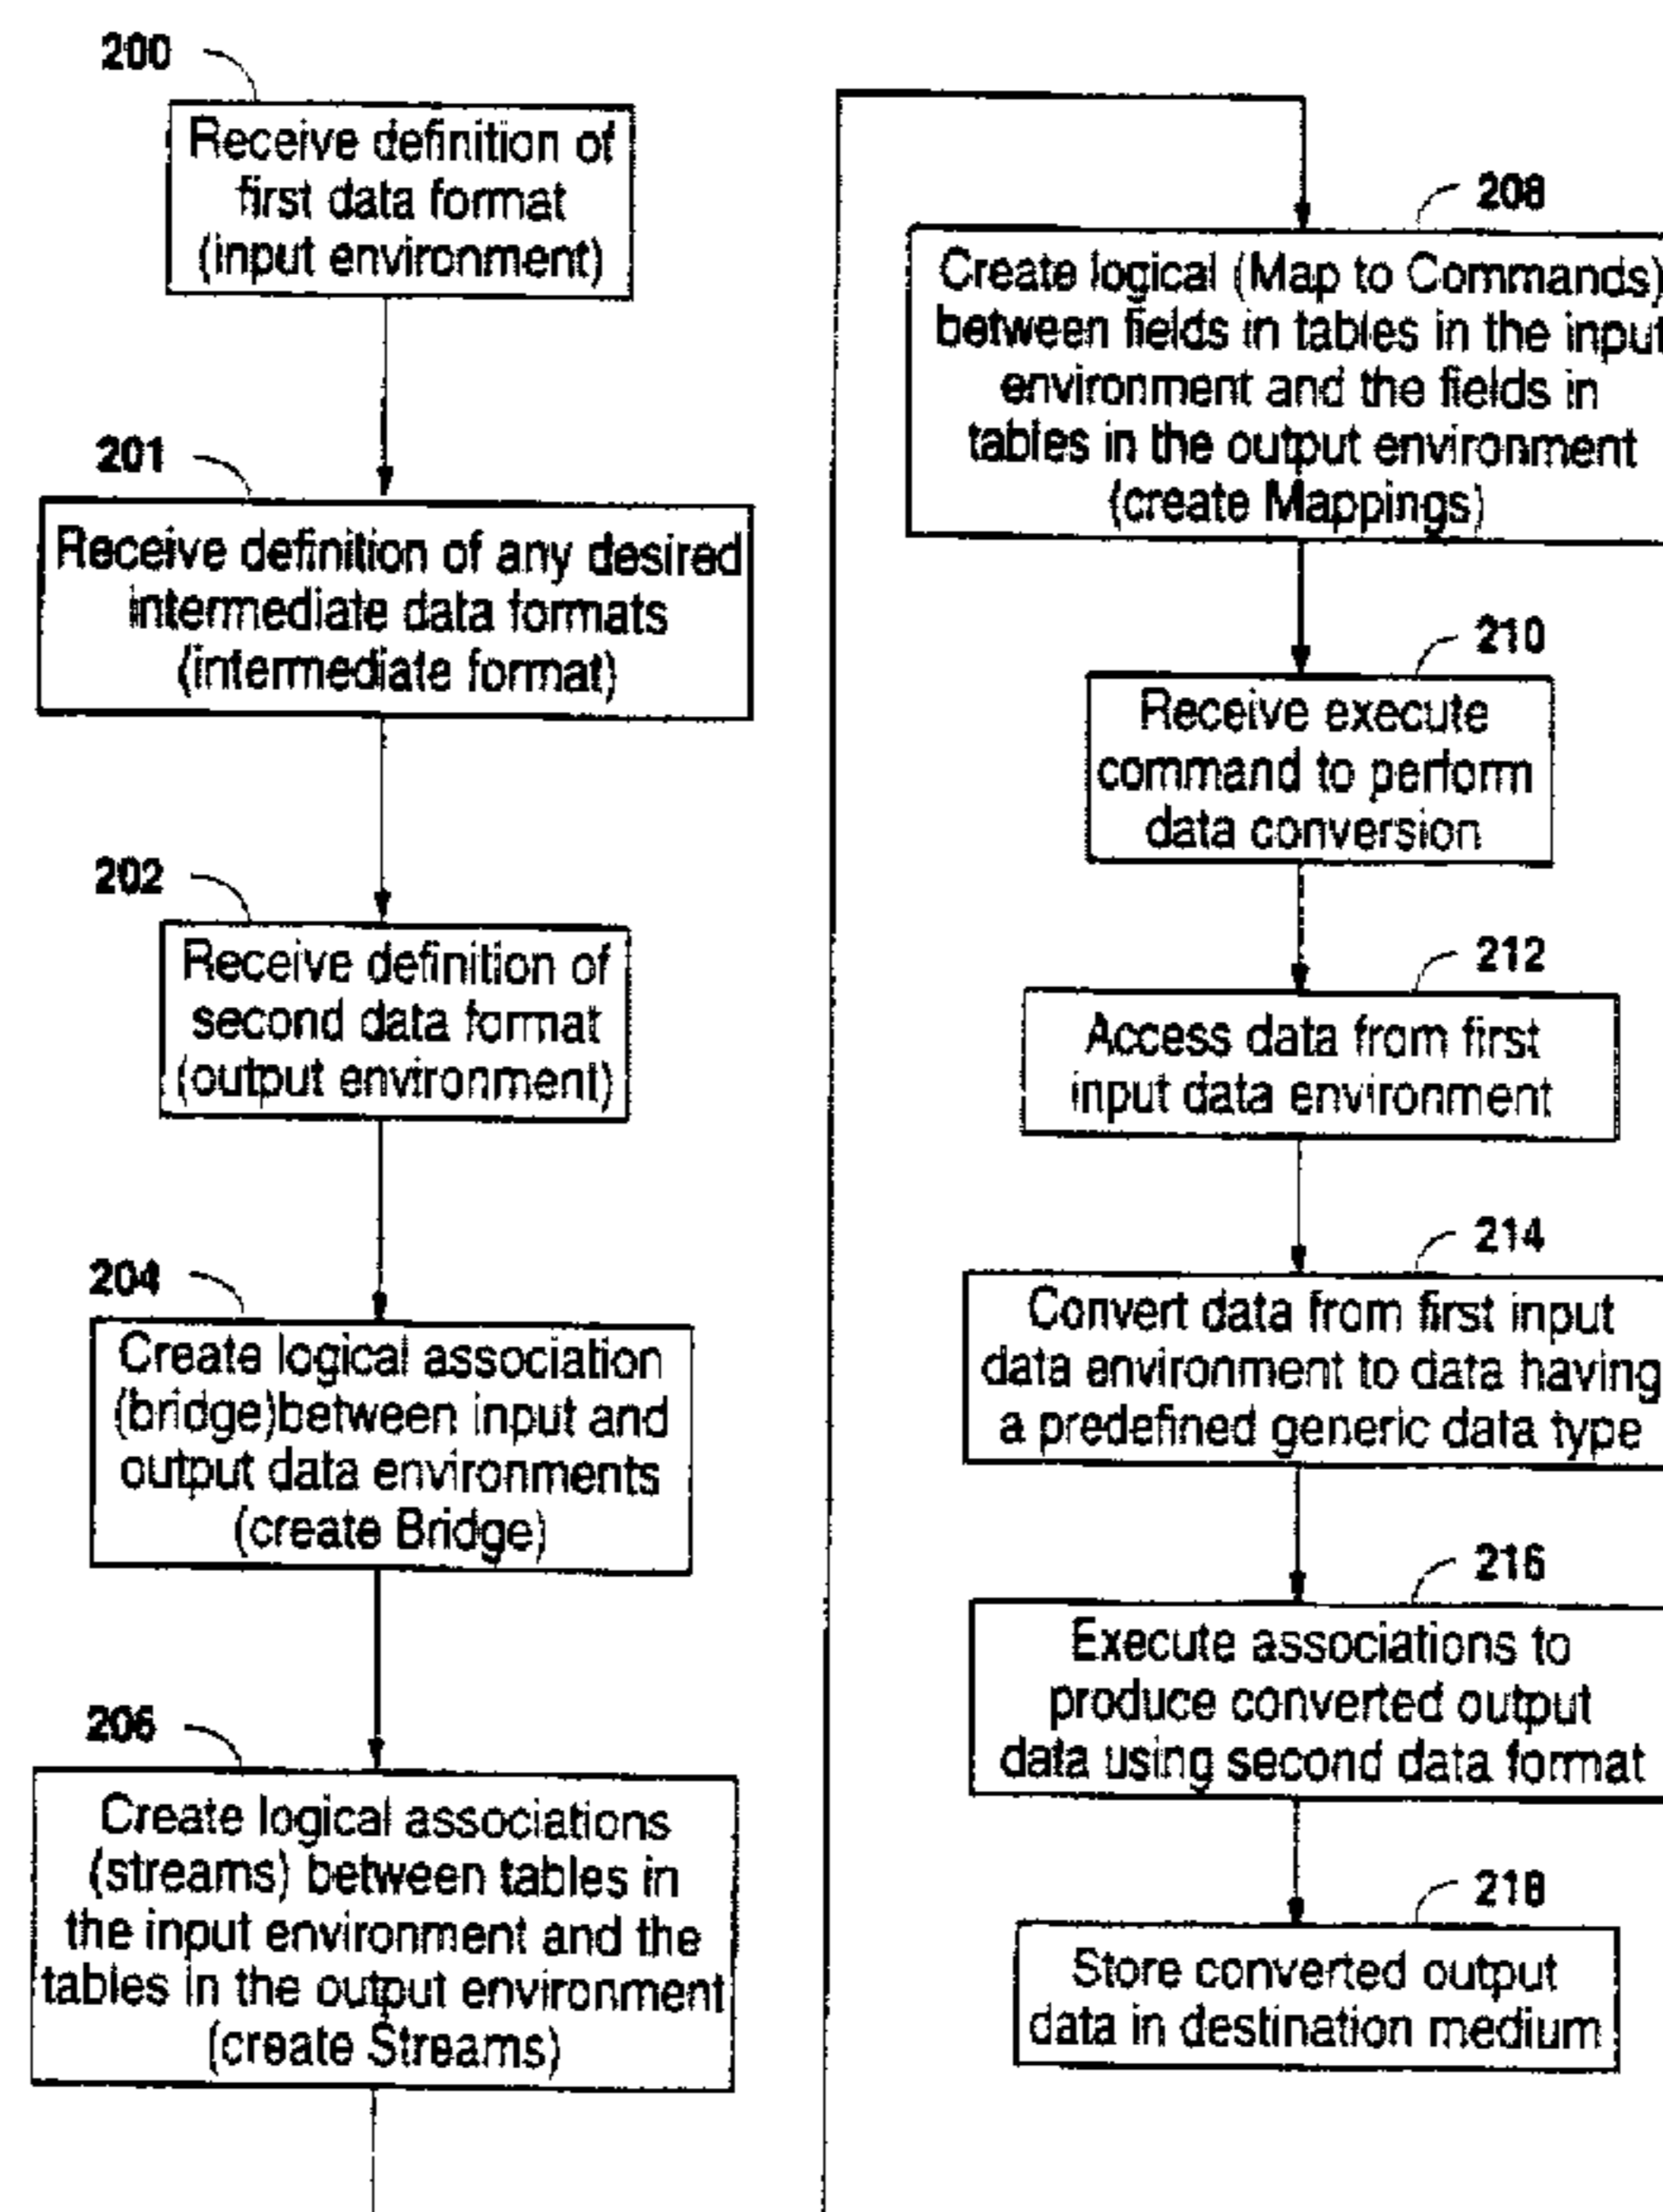 200
Receive definition of
first data format
(input environment)
201
Receive definition of any desired
intermediate data formats
(intermediate format)
202
Receive definition of
second data format
(output environment)
204
Create logical association
(bridge)between input and
output data environments
(create Bridge)
206
Create logical associations
(streams) between tables in
the input environment and the
tables in the output environment
(create Streams)
208
Create logical (Map to Commands)
between fields in tables in the input
environment and the fields in
tables in the output environment
(create Mappings)
210
Receive execute
command to perform
data conversion
212
Access data from first
input data environment
214
Convert data from first input
data environment to data having
a predefined generic data type
216
Execute associations to
produce converted output
data using second data format
218
Store converted output
data in destination medium